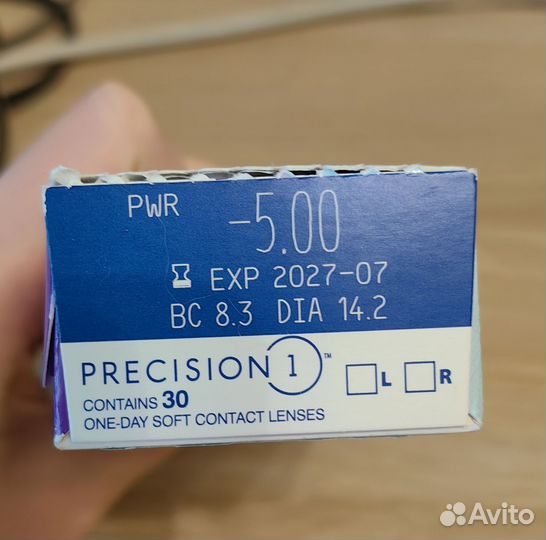 PWR -5.00
EXP 2027-07
BC 8.3 DIA 14.2
PRECISION 1™
L R
CONTAINS 30
ONE-DAY SOFT CONTACT LENSES
Avito